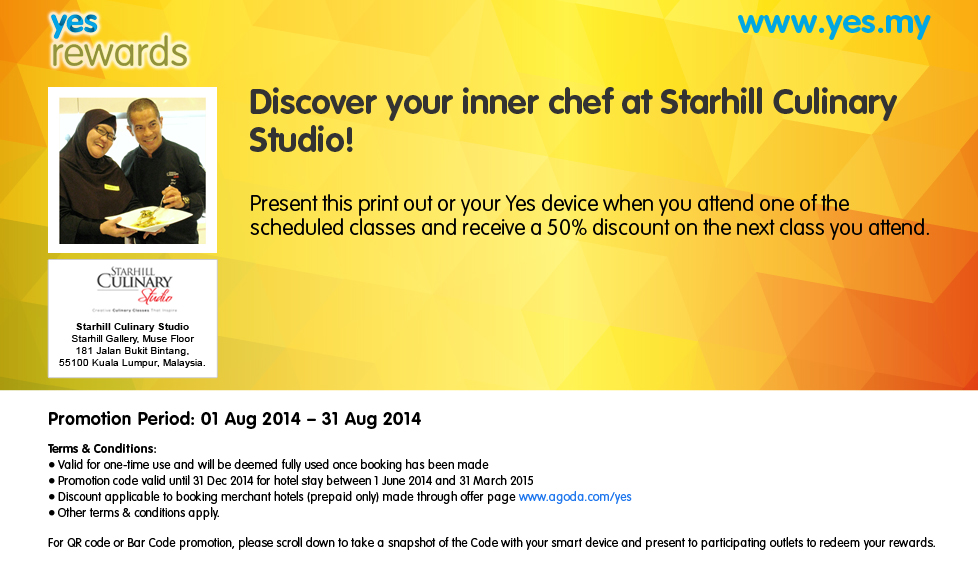 yes
rewards
www.yes.my
Discover your inner chef at Starhill Culinary
Studio!
Present this print out or your Yes device when you attend one of the
scheduled classes and receive a 50% discount on the next class you attend.
STARHILL
CULINARY
Studio
Creative Culinary Classes That Inspire
Starhill Culinary Studio
Starhill Gallery, Muse Floor
181 Jalan Bukit Bintang,
55100 Kuala Lumpur, Malaysia.
Promotion Period: 01 Aug 2014 – 31 Aug 2014
Terms & Conditions:
• Valid for one-time use and will be deemed fully used once booking has been made
• Promotion code valid until 31 Dec 2014 for hotel stay between 1 June 2014 and 31 March 2015
• Discount applicable to booking merchant hotels (prepaid only) made through offer page www.agoda.com/yes
• Other terms & conditions apply.
For QR code or Bar Code promotion, please scroll down to take a snapshot of the Code with your smart device and present to participating outlets to redeem your rewards.